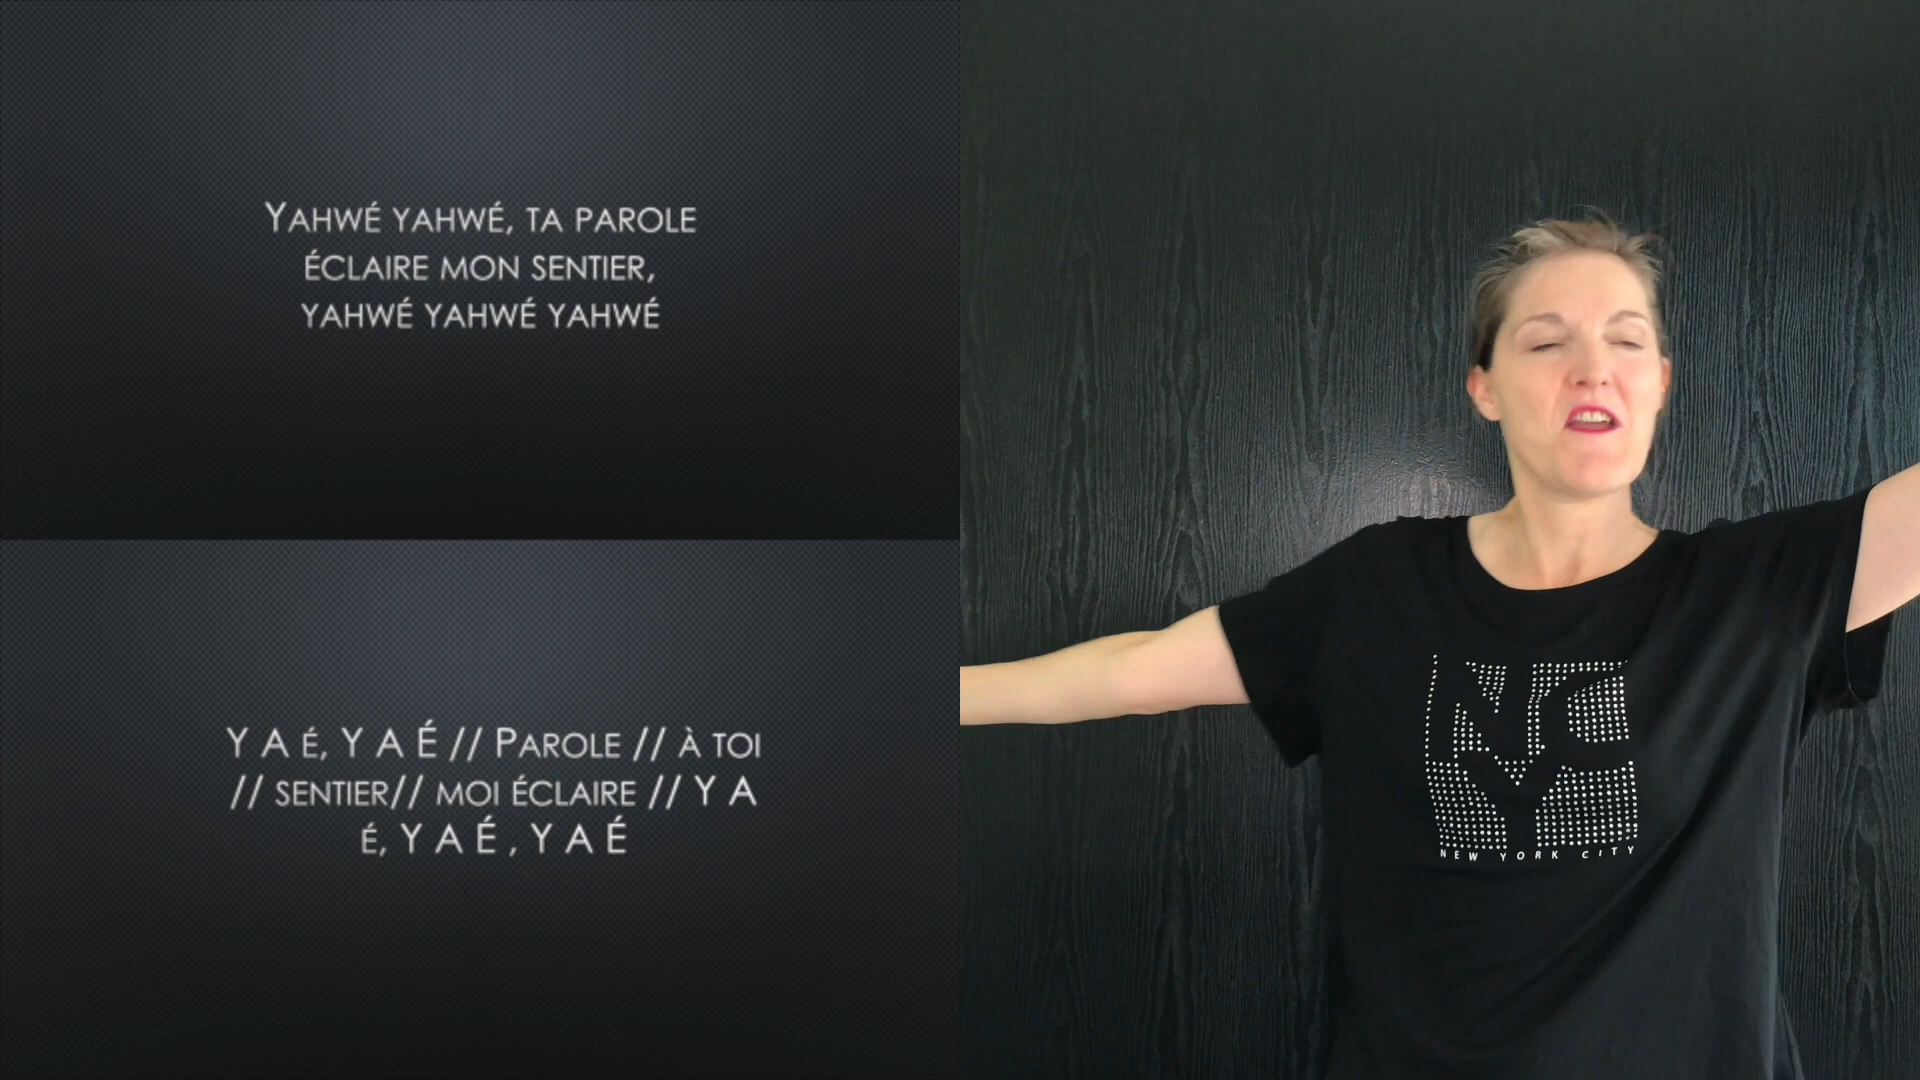 Yahwé yahwé, ta parole
éclaire mon sentier,
yahwé yahwé yahwé
Y A é, Y A É // Parole // à toi
// sentier// moi éclaire // Y A
é, Y A É , Y A É
NYC
NEW YORK CITY